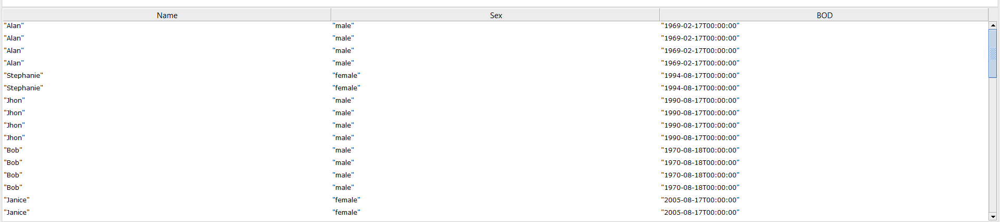 Name Sex BOD
"Alan" "male" "1969-02-17T00:00:00"
"Alan" "male" "1969-02-17T00:00:00"
"Alan" "male" "1969-02-17T00:00:00"
"Alan" "male" "1969-02-17T00:00:00"
"Stephanie" "female" "1994-08-17T00:00:00"
"Stephanie" "female" "1994-08-17T00:00:00"
"Jhon" "male" "1990-08-17T00:00:00"
"Jhon" "male" "1990-08-17T00:00:00"
"Jhon" "male" "1990-08-17T00:00:00"
"Jhon" "male" "1990-08-17T00:00:00"
"Bob" "male" "1970-08-18T00:00:00"
"Bob" "male" "1970-08-18T00:00:00"
"Bob" "male" "1970-08-18T00:00:00"
"Bob" "male" "1970-08-18T00:00:00"
"Janice" "female" "2005-08-17T00:00:00"
"Janice" "female" "2005-08-17T00:00:00"